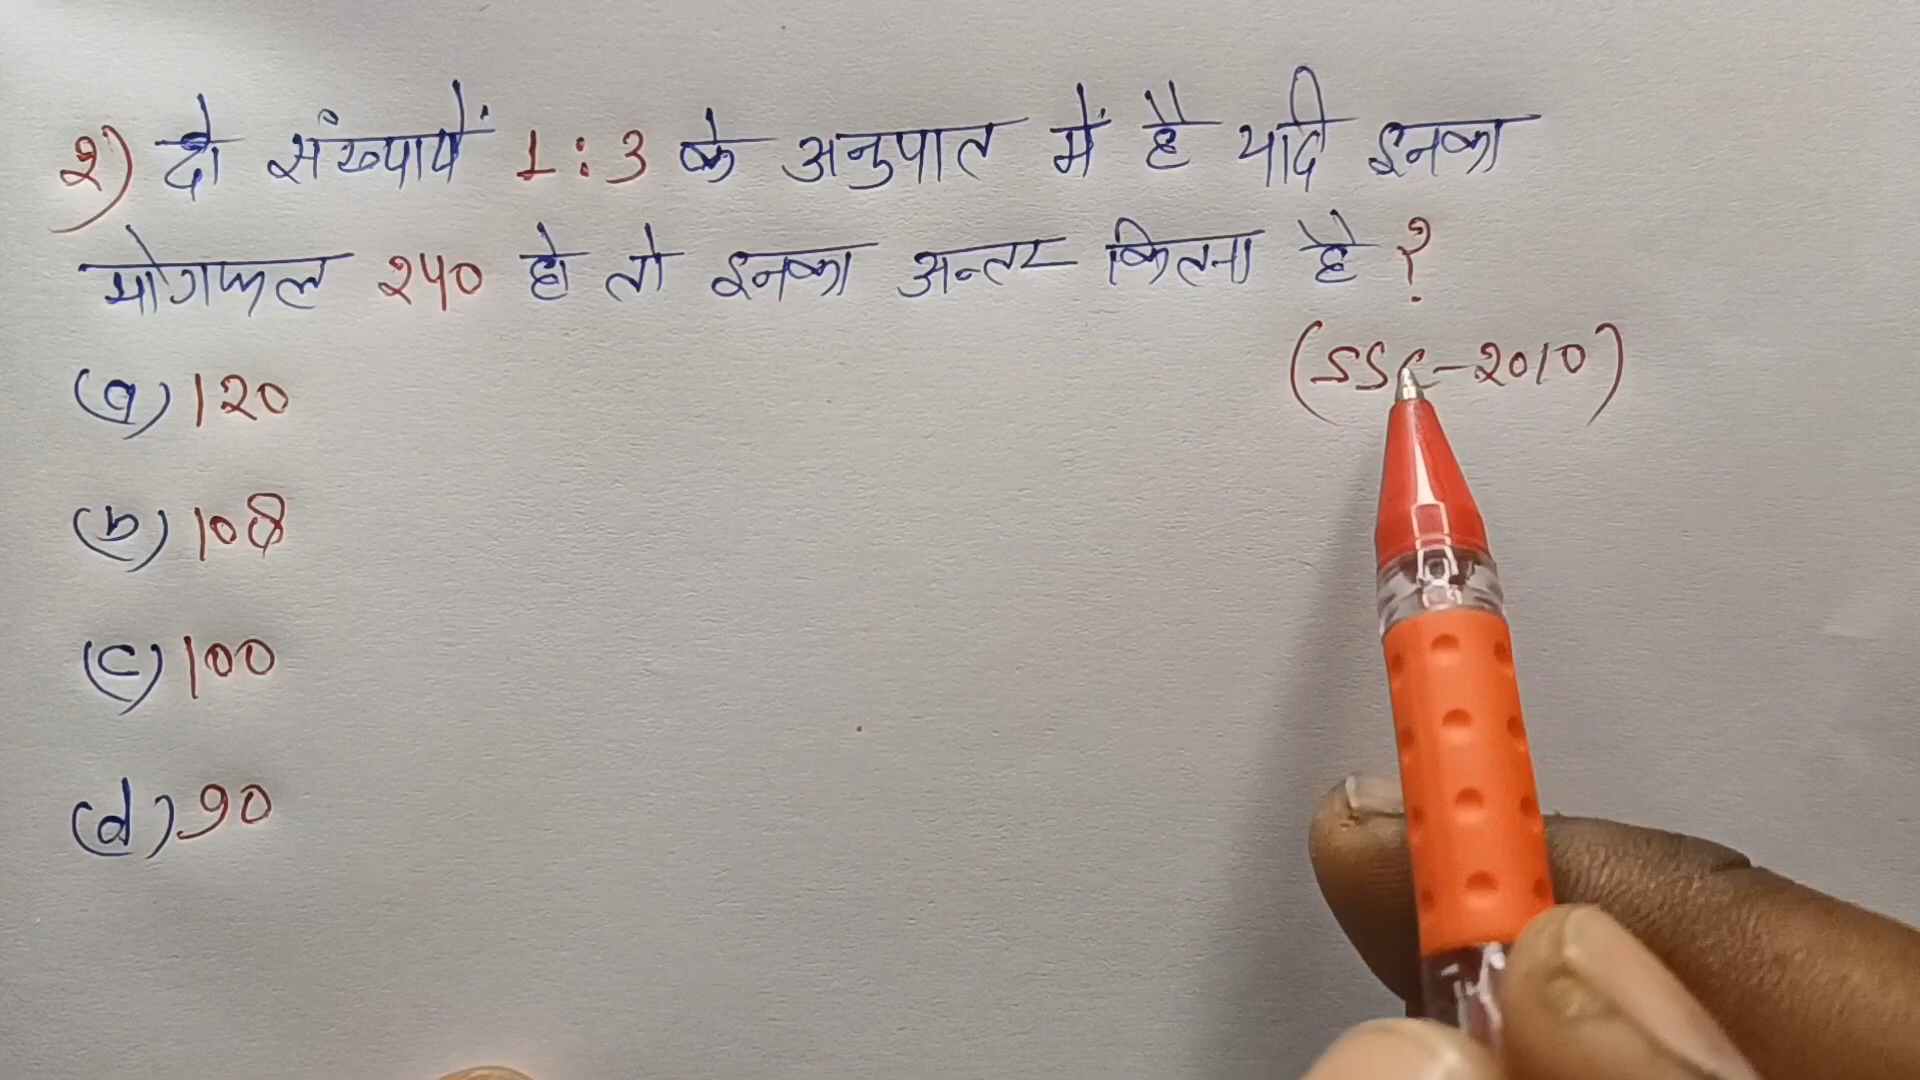 2) दो संख्यायें 1:3 के अनुपात में है यदि इनका
योगफल 240 हो तो इनका अन्तर कितना है ?
(SSC-2010)
(a) 120
(b) 108
(c) 100
(d) 90